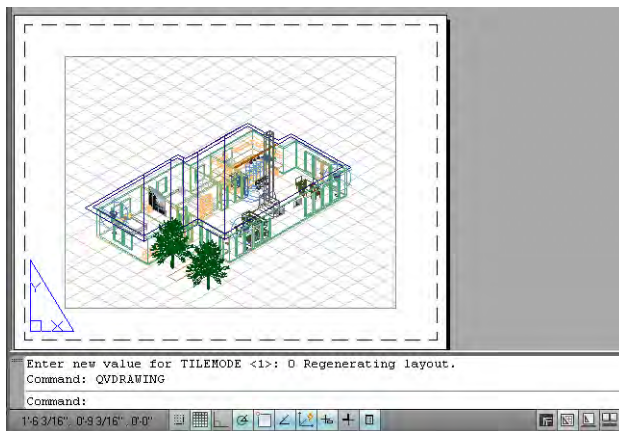 Y
X
Enter new value for TILEMODE <1>: 0 Regenerating layout.
Command: QVDRAWING
Command:
1'-6 3/16", 0'-9 3/16", 0'-0"